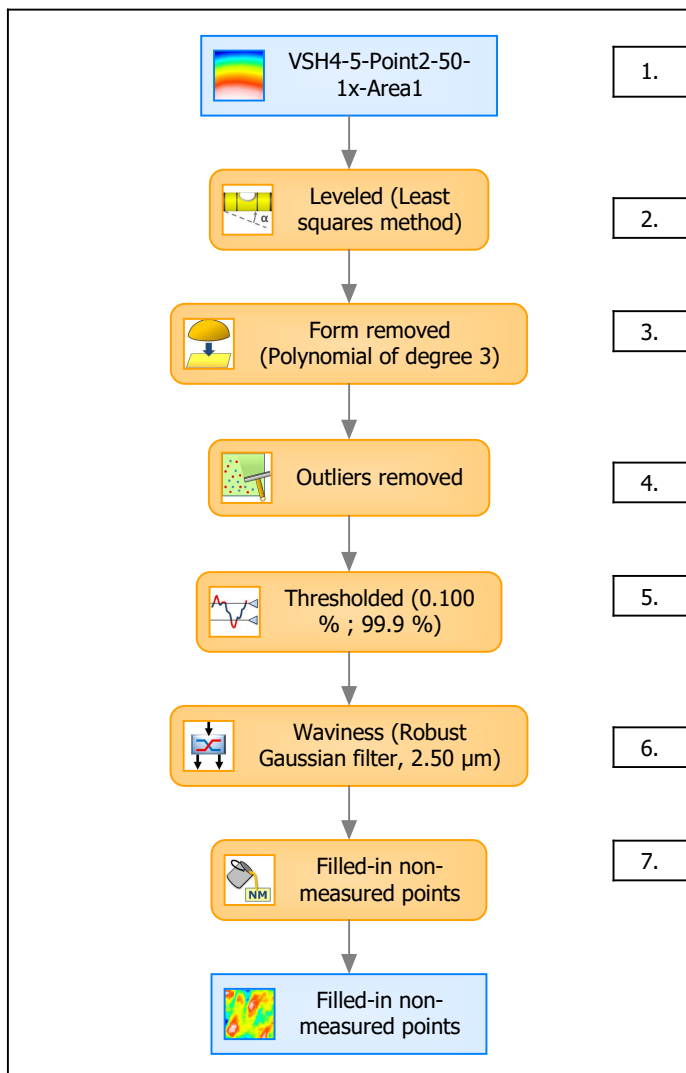 VSH4-5-Point2-50-
1x-Area1
1.
Leveled (Least
squares method)
α
2.
Form removed
(Polynomial of degree 3)
3.
Outliers removed
4.
Thresholded (0.100
% ; 99.9 %)
5.
Waviness (Robust
Gaussian filter, 2.50 µm)
6.
Filled-in non-
measured points
NM
7.
Filled-in non-
measured points